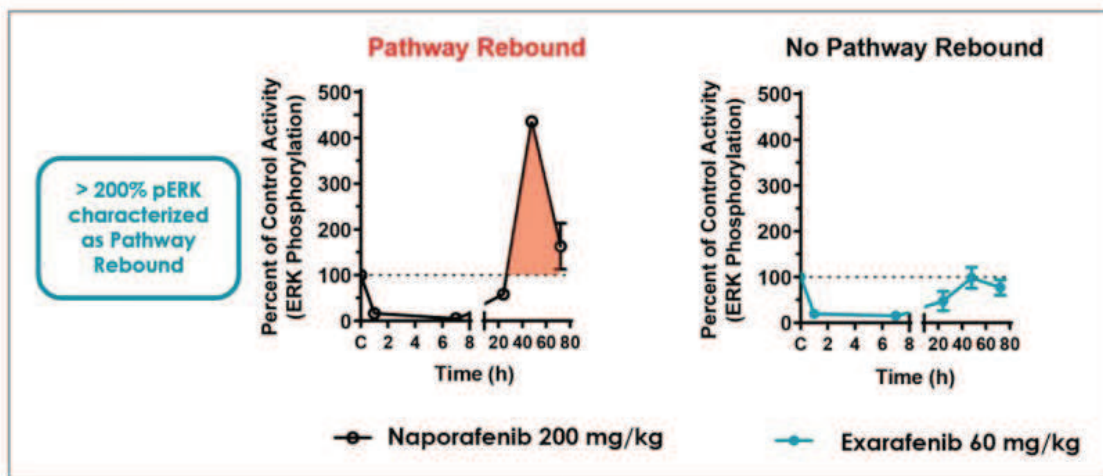 Pathway Rebound
No Pathway Rebound
> 200% pERK
characterized
as Pathway
Rebound
Percent of Control Activity
(ERK Phosphorylation)
500
400
300
200
100
0
C 2 4 6 8 20 40 60 80
Time (h)
Percent of Control Activity
(ERK Phosphorylation)
500
400
300
200
100
0
C 2 4 6 8 20 40 60 80
Time (h)
Naporafenib 200 mg/kg
Exarafenib 60 mg/kg